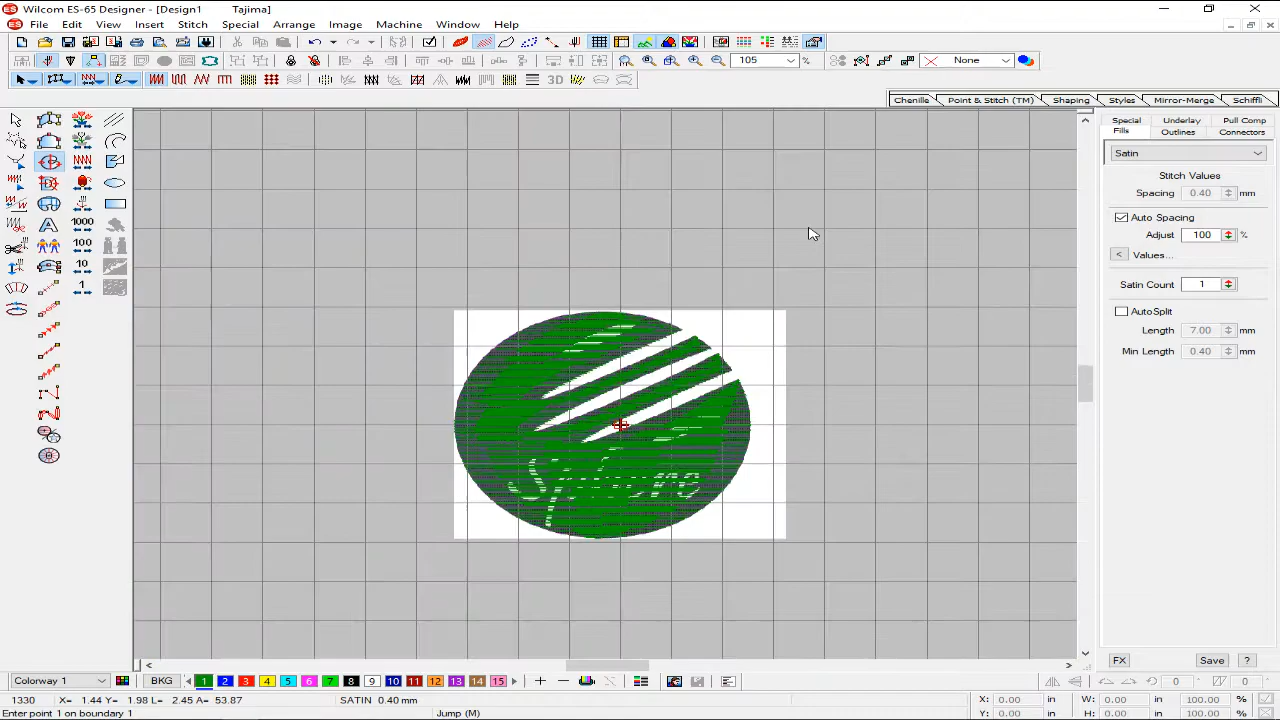 Wilcom ES-65 Designer - [Design1 Tajima]
File Edit View Insert Stitch Special Arrange Image Machine Window Help
105 % None
Chenille Point & Stitch (TM) Shaping Styles Mirror-Merge Schiffli
Special Underlay Pull Comp
Fills Outlines Connectors
Satin
Stitch Values
Spacing 0.40 mm
Auto Spacing
Adjust 100 %
< Values...
Satin Count 1
AutoSplit
Length 7.00 mm
Min Length 0.40 mm
3D
A 1000
100
10
1
FX Save ?
Colorway 1 BKG 1 2 3 4 5 6 7 8 9 10 11 12 13 14 15
1330 X= 1.44 Y= 1.98 L= 2.45 A= 53.87 SATIN 0.40 mm X: 0.00 W: 0.00 100.00 %
Enter point 1 on boundary 1 Jump (M) Y: 0.00 H: 0.00 100.00 %
0 0